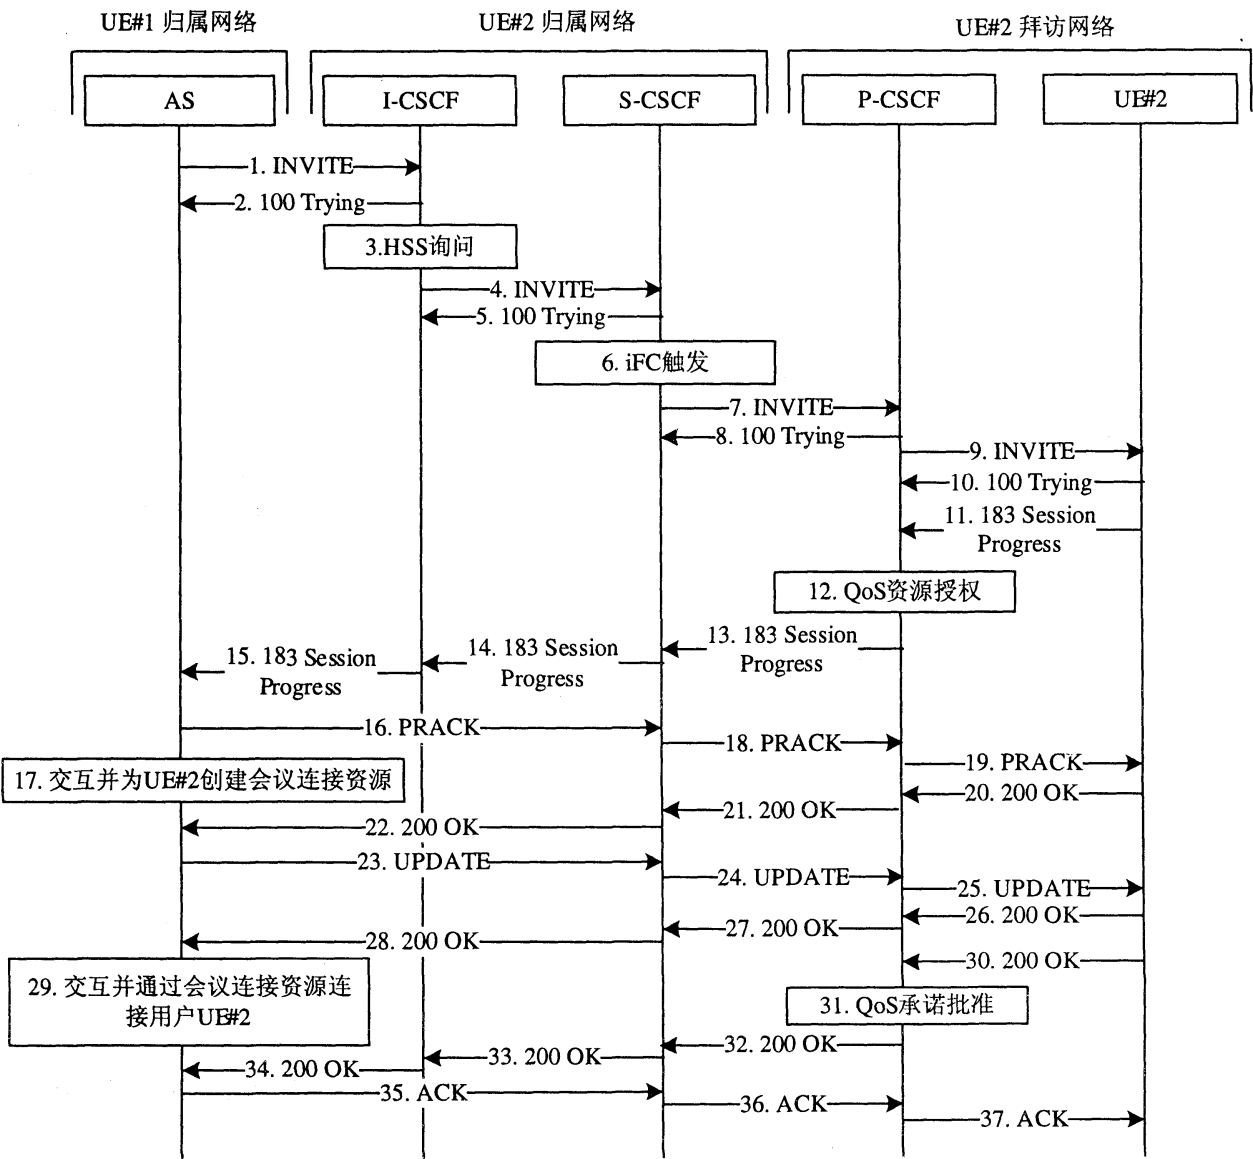 UE#1 归属网络
UE#2 归属网络
UE#2 拜访网络
AS
I-CSCF
S-CSCF
P-CSCF
UE#2
1. INVITE
2. 100 Trying
3.HSS询问
4. INVITE
5. 100 Trying
6. iFC触发
7. INVITE
8. 100 Trying
9. INVITE
10. 100 Trying
11. 183 Session
Progress
12. QoS资源授权
13. 183 Session
Progress
14. 183 Session
Progress
15. 183 Session
Progress
16. PRACK
17. 交互并为UE#2创建会议连接资源
18. PRACK
19. PRACK
20. 200 OK
21. 200 OK
22. 200 OK
23. UPDATE
24. UPDATE
25. UPDATE
26. 200 OK
27. 200 OK
28. 200 OK
29. 交互并通过会议连接资源连
接用户UE#2
30. 200 OK
31. QoS承诺批准
32. 200 OK
33. 200 OK
34. 200 OK
35. ACK
36. ACK
37. ACK